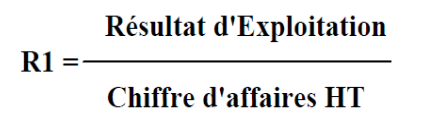 Résultat d'Exploitation
R1 =
Chiffre d'affaires HT